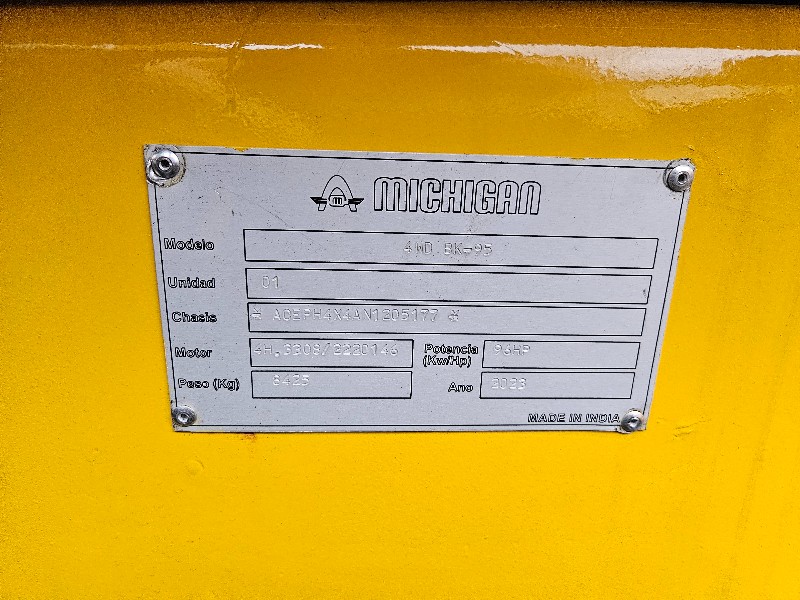 MICHIGAN
Modelo 4WD BK-95
Unidad 01
Chasis * ADEPH4X4AN1205177 *
Motor 4H.3308/2220146 Potencia (Kw/Hp) 96HP
Peso (Kg) 8425 Ano 2023
MADE IN INDIA